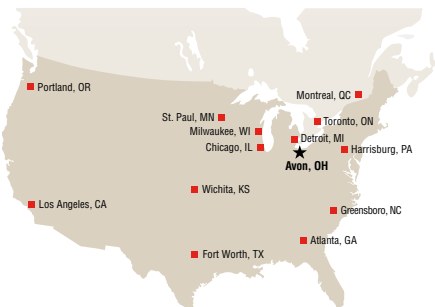 Portland, OR
Montreal, QC
St. Paul, MN
Toronto, ON
Milwaukee, WI
Detroit, MI
Chicago, IL
Harrisburg, PA
Avon, OH
Wichita, KS
Los Angeles, CA
Greensboro, NC
Atlanta, GA
Fort Worth, TX